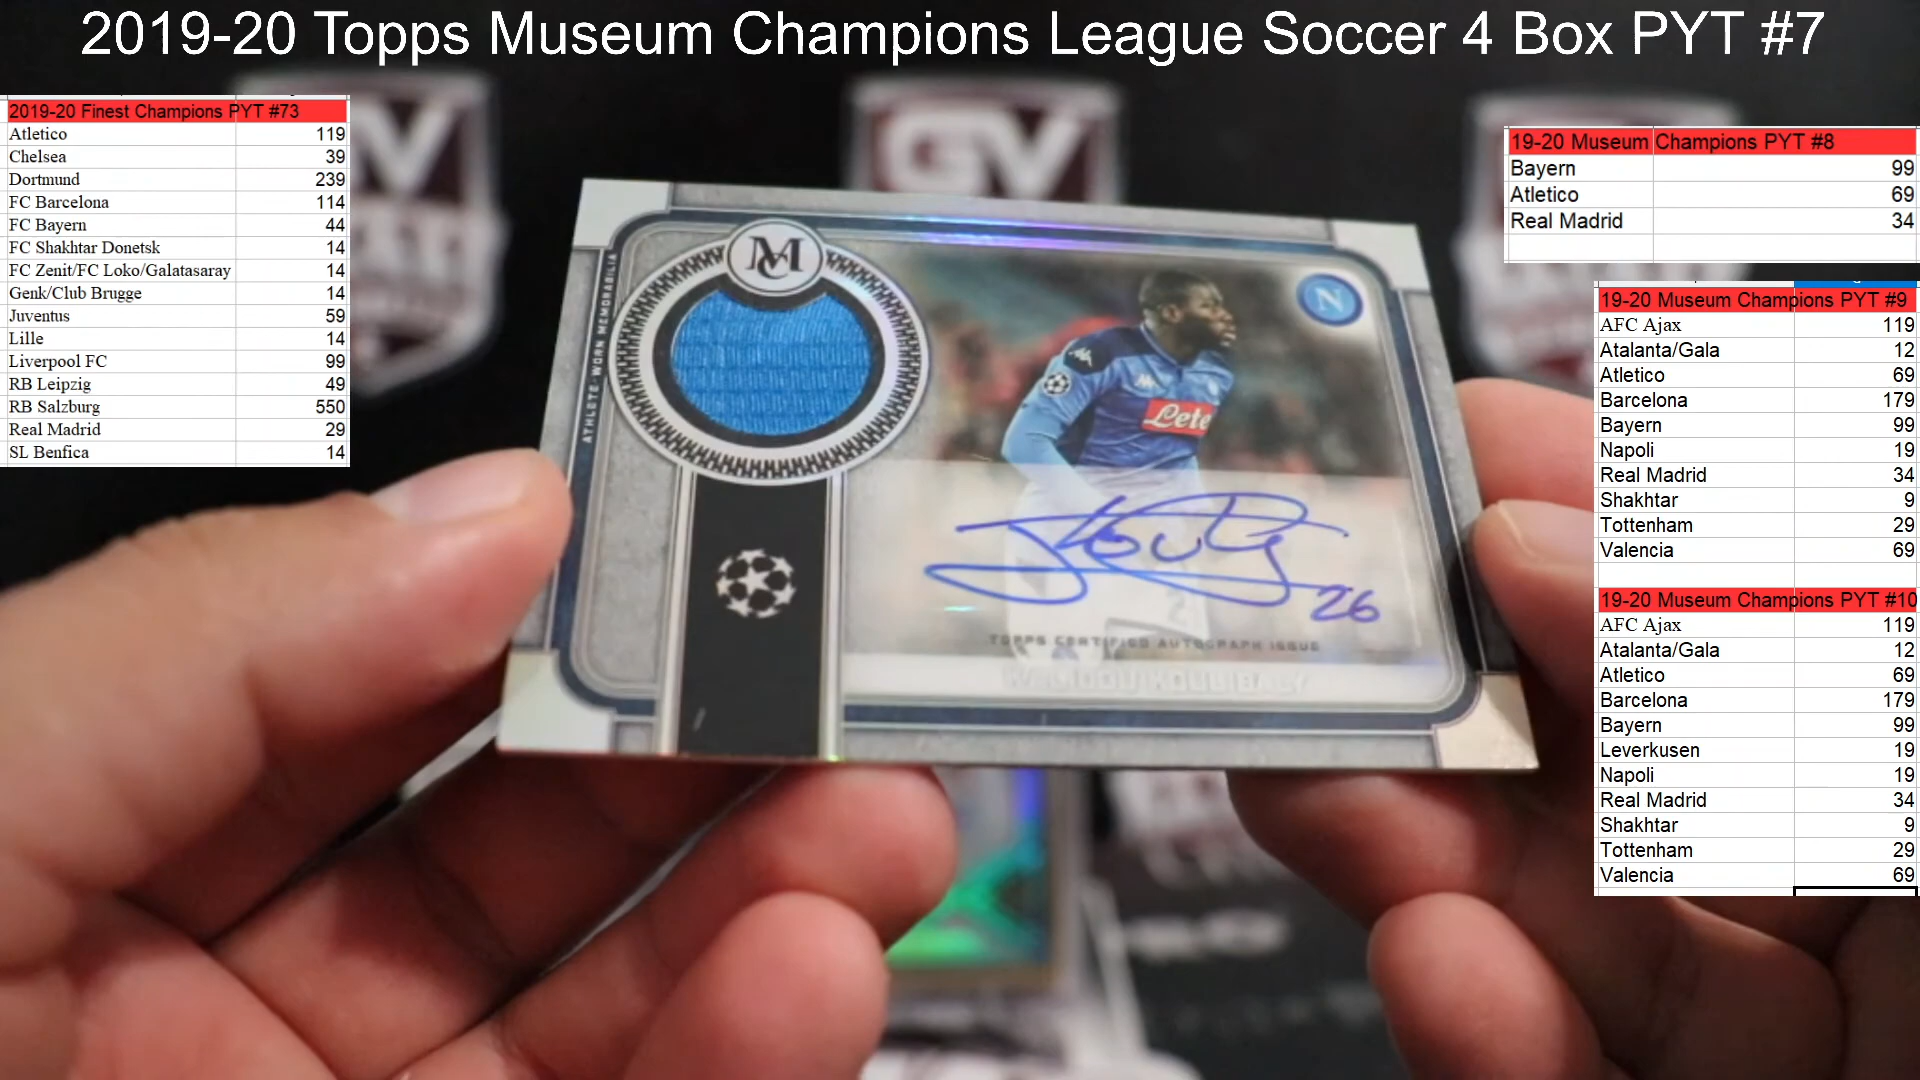 2019-20 Topps Museum Champions League Soccer 4 Box PYT #7
2019-20 Finest Champions PYT #73
Atletico 119
Chelsea 39
Dortmund 239
FC Barcelona 114
FC Bayern 44
FC Shakhtar Donetsk 14
FC Zenit/FC Loko/Galatasaray 14
Genk/Club Brugge 14
Juventus 59
Lille 14
Liverpool FC 99
RB Leipzig 49
RB Salzburg 550
Real Madrid 29
SL Benfica 14
GV
MC
ATHLETE-WORN MEMORABILIA
N
Lete
26
TOPPS CERTIFIED AUTOGRAPH ISSUE
KALIDOU KOULIBALY
19-20 Museum Champions PYT #8
Bayern 99
Atletico 69
Real Madrid 34
19-20 Museum Champions PYT #9
AFC Ajax 119
Atalanta/Gala 12
Atletico 69
Barcelona 179
Bayern 99
Napoli 19
Real Madrid 34
Shakhtar 9
Tottenham 29
Valencia 69
19-20 Museum Champions PYT #10
AFC Ajax 119
Atalanta/Gala 12
Atletico 69
Barcelona 179
Bayern 99
Leverkusen 19
Napoli 19
Real Madrid 34
Shakhtar 9
Tottenham 29
Valencia 69